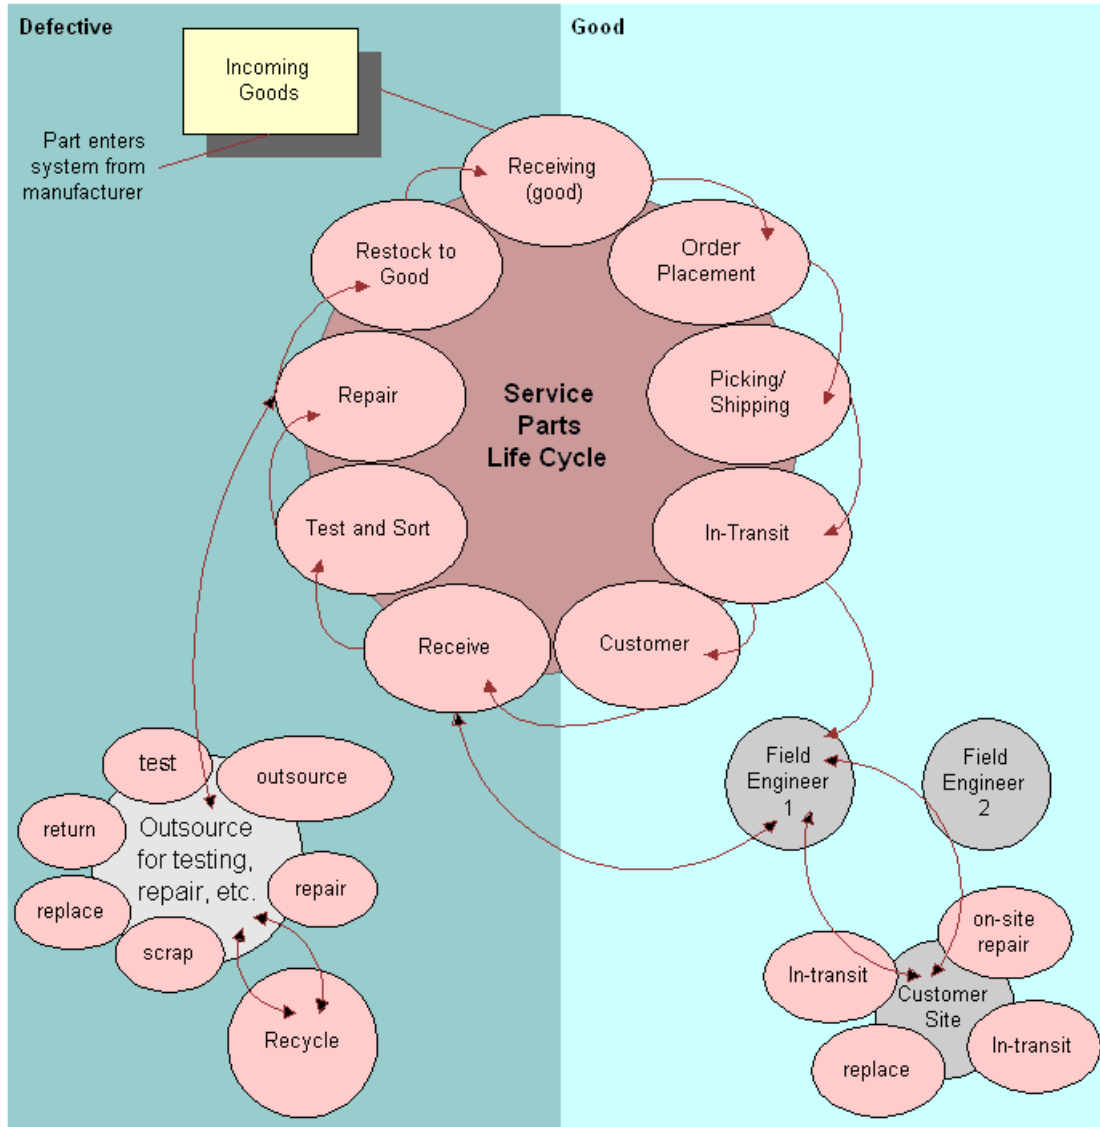 Defective
Good
Incoming
Goods
Part enters
system from
manufacturer
Receiving
(good)
Restock to
Good
Order
Placement
Repair
Service
Parts
Life Cycle
Picking/
Shipping
Test and Sort
In-Transit
Receive
Customer
test
outsource
return
Outsource
for testing,
repair, etc.
repair
replace
scrap
Recycle
Field
Engineer
1
Field
Engineer
2
on-site
repair
In-transit
Customer
Site
In-transit
replace